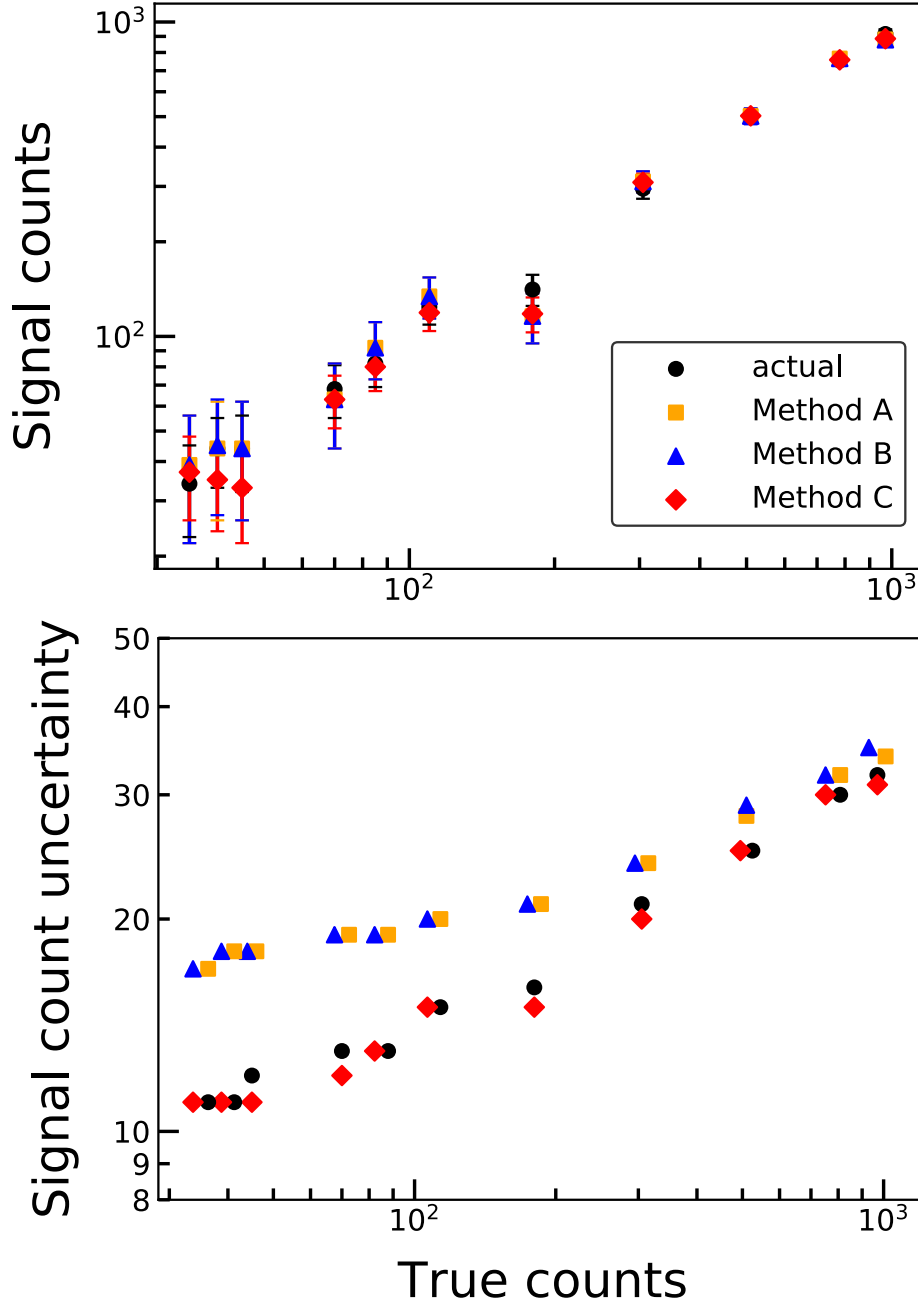 10³
Signal counts
10²
actual
Method A
Method B
Method C
10²
10³
50
40
30
20
10
9
8
Signal count uncertainty
10²
10³
True counts